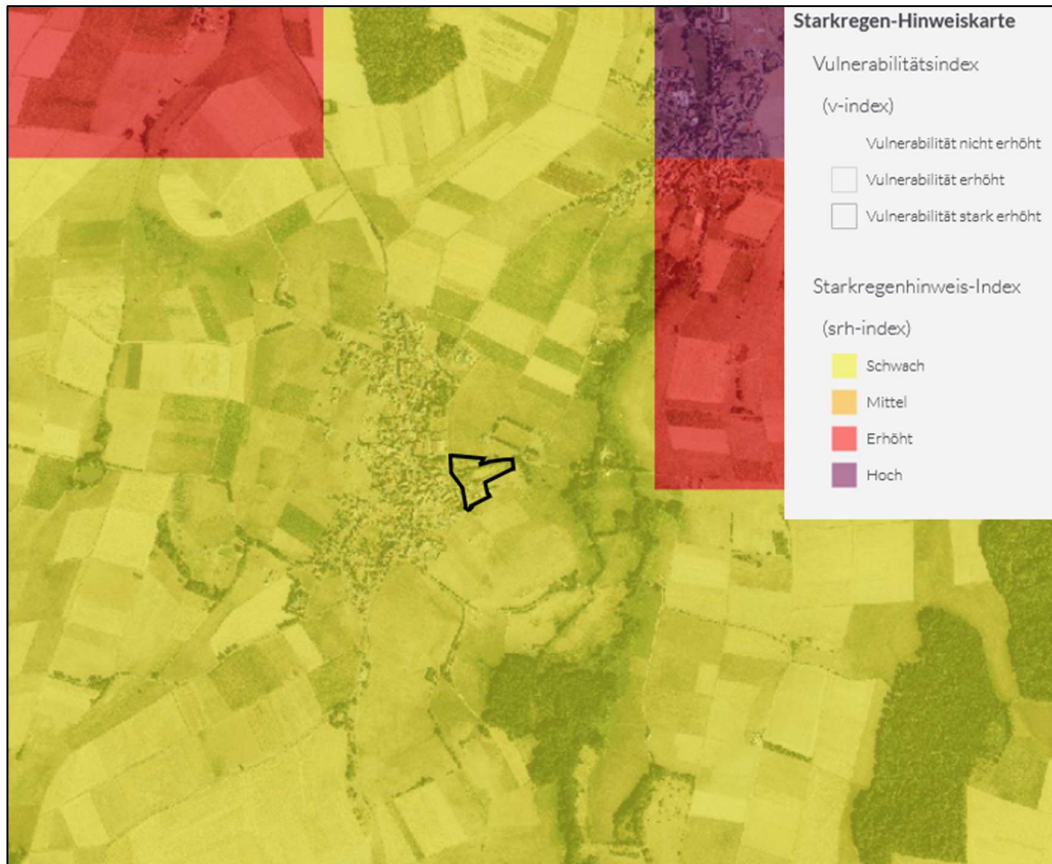 Starkregen-Hinweiskarte
Vulnerabilitätsindex
(v-index)
Vulnerabilität nicht erhöht
Vulnerabilität erhöht
Vulnerabilität stark erhöht
Starkregenhinweis-Index
(srh-index)
Schwach
Mittel
Erhöht
Hoch